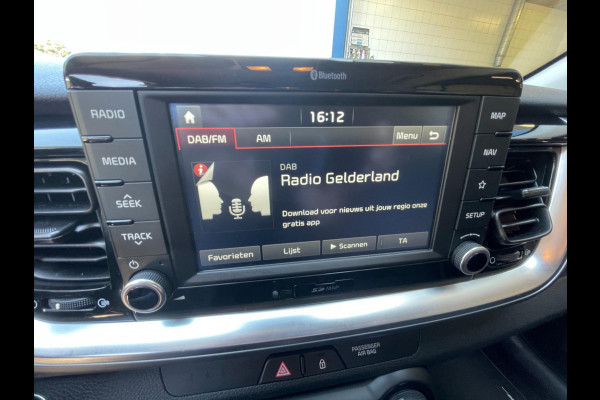 Bluetooth
RADIO
MEDIA
SEEK
TRACK
16:12
DAB/FM AM Menu
DAB
Radio Gelderland
Download voor nieuws uit jouw regio onze
gratis app
Favorieten Lijst Scannen TA
MAP
NAV
SETUP
PASSENGER
AIR BAG